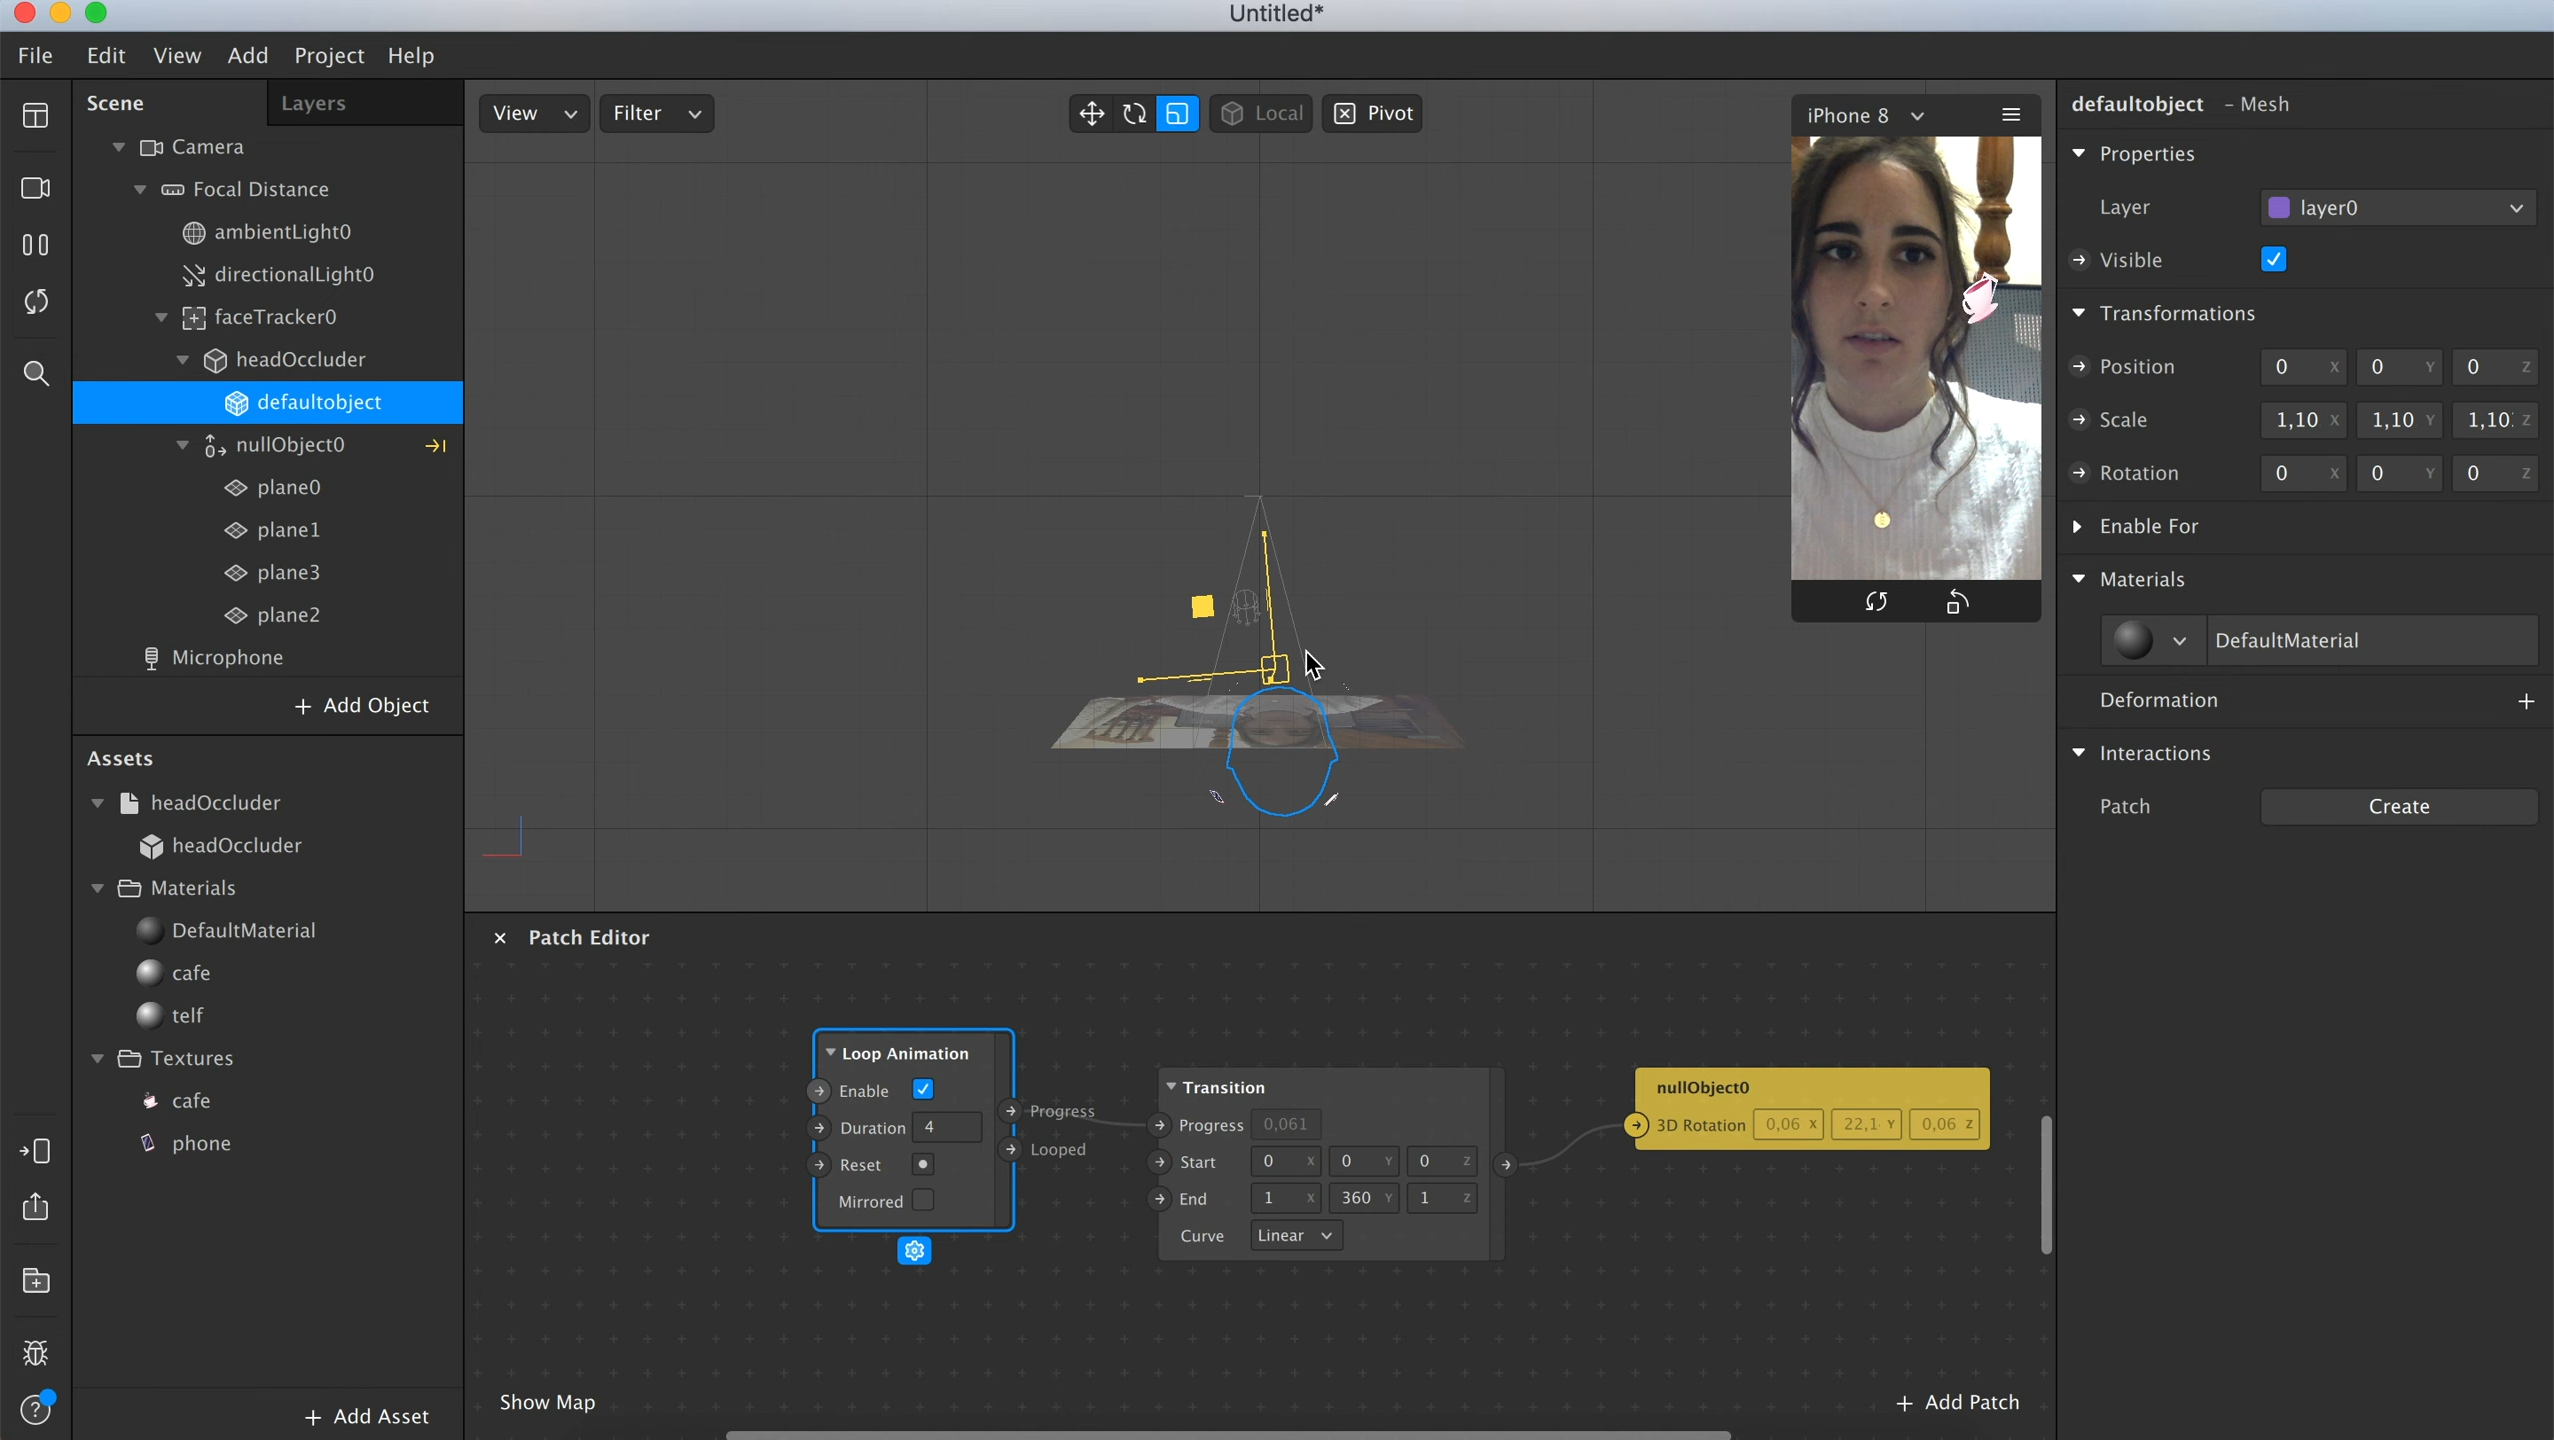 Untitled*
File Edit View Add Project Help
Scene Layers
Camera
Focal Distance
ambientLight0
directionalLight0
faceTracker0
headOccluder
defaultobject
nullObject0
plane0
plane1
plane3
plane2
Microphone
+ Add Object
Assets
headOccluder
headOccluder
Materials
DefaultMaterial
cafe
telf
Textures
cafe
phone
+ Add Asset
View Filter Local Pivot
iPhone 8
Patch Editor
Loop Animation
Enable
Duration 4
Reset
Mirrored
Progress
Looped
Transition
Progress 0,061
Start 0 X 0 Y 0 Z
End 1 X 360 Y 1 Z
Curve Linear
nullObject0
3D Rotation 0,06 X 22,1 Y 0,06 Z
Show Map
+ Add Patch
defaultobject - Mesh
Properties
Layer layer0
Visible
Transformations
Position 0 X 0 Y 0 Z
Scale 1,10 X 1,10 Y 1,10 Z
Rotation 0 X 0 Y 0 Z
Enable For
Materials
DefaultMaterial
Deformation +
Interactions
Patch Create